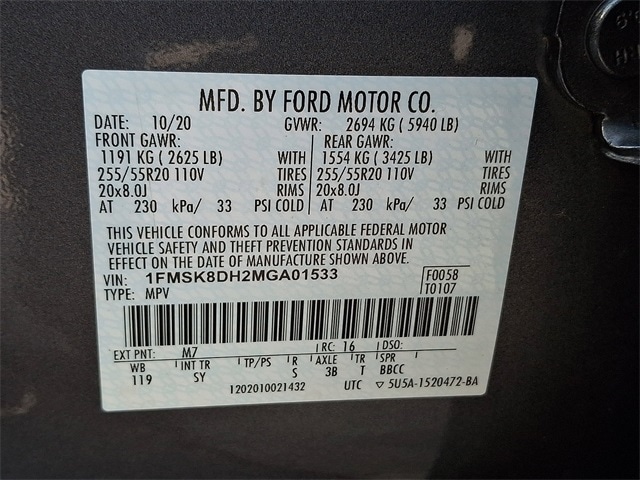 MFD. BY FORD MOTOR CO.
DATE: 10/20 GVWR: 2694 KG ( 5940 LB)
FRONT GAWR: REAR GAWR:
1191 KG ( 2625 LB) WITH 1554 KG ( 3425 LB) WITH
255/55R20 110V TIRES 255/55R20 110V TIRES
20x8.0J RIMS 20x8.0J RIMS
AT 230 kPa/ 33 PSI COLD AT 230 kPa/ 33 PSI COLD
THIS VEHICLE CONFORMS TO ALL APPLICABLE FEDERAL MOTOR
VEHICLE SAFETY AND THEFT PREVENTION STANDARDS IN
EFFECT ON THE DATE OF MANUFACTURE SHOWN ABOVE.
VIN: 1FMSK8DH2MGA01533 F0058
TYPE: MPV T0107
EXT PNT: M7 RC: 16 DSO:
WB INT TR TP/PS R AXLE TR SPR
119 SY S 3B T BBCC
1202010021432 UTC ▽ 5U5A-1520472-BA